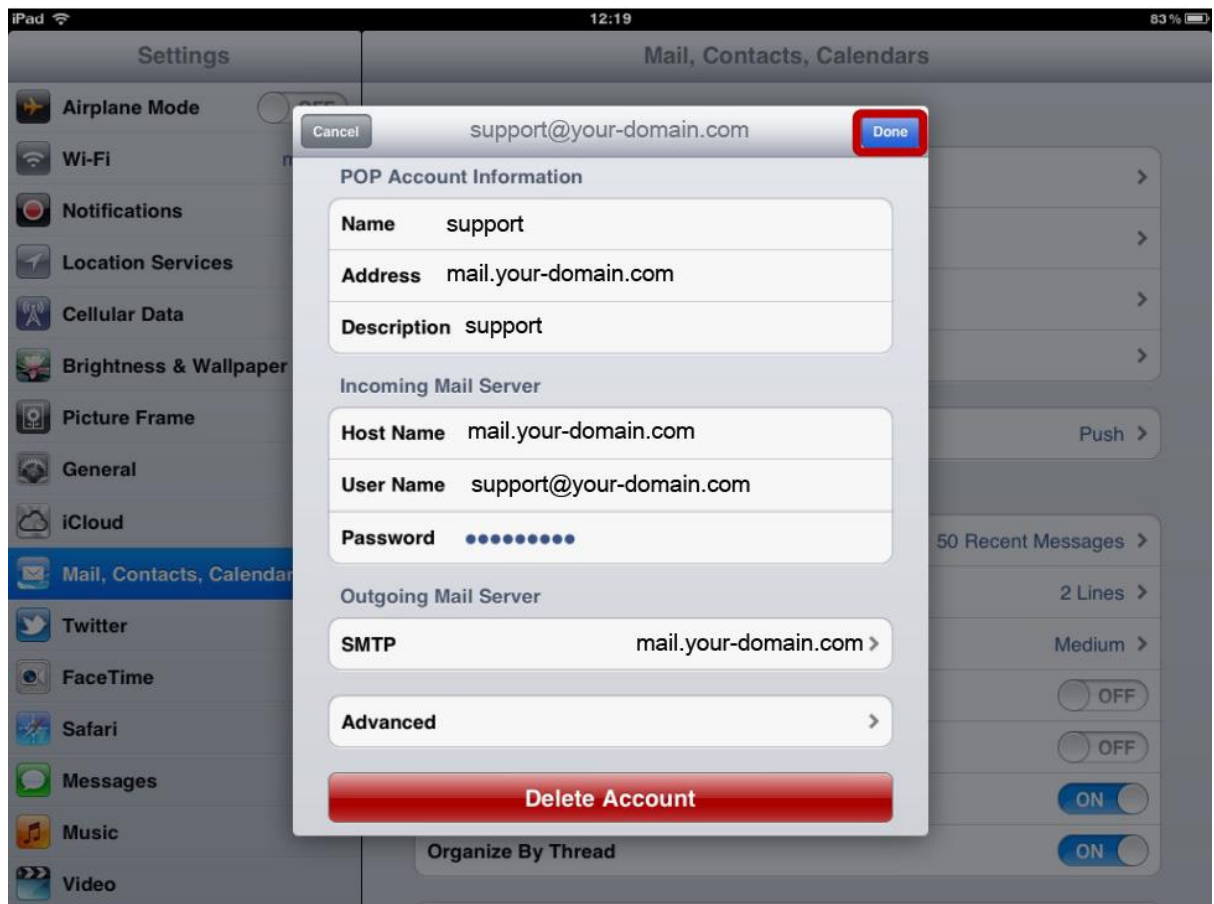 iPad 12:19 83%
Settings
Mail, Contacts, Calendars
Airplane Mode
Wi-Fi
Notifications
Location Services
Cellular Data
Brightness & Wallpaper
Picture Frame
General
iCloud
Mail, Contacts, Calendar
Twitter
FaceTime
Safari
Messages
Music
Video
Cancel support@your-domain.com Done
POP Account Information
Name support
Address mail.your-domain.com
Description support
Incoming Mail Server
Host Name mail.your-domain.com
User Name support@your-domain.com
Password •••••••••
Outgoing Mail Server
SMTP mail.your-domain.com >
Advanced >
Delete Account
Push >
50 Recent Messages >
2 Lines >
Medium >
OFF
OFF
ON
Organize By Thread ON